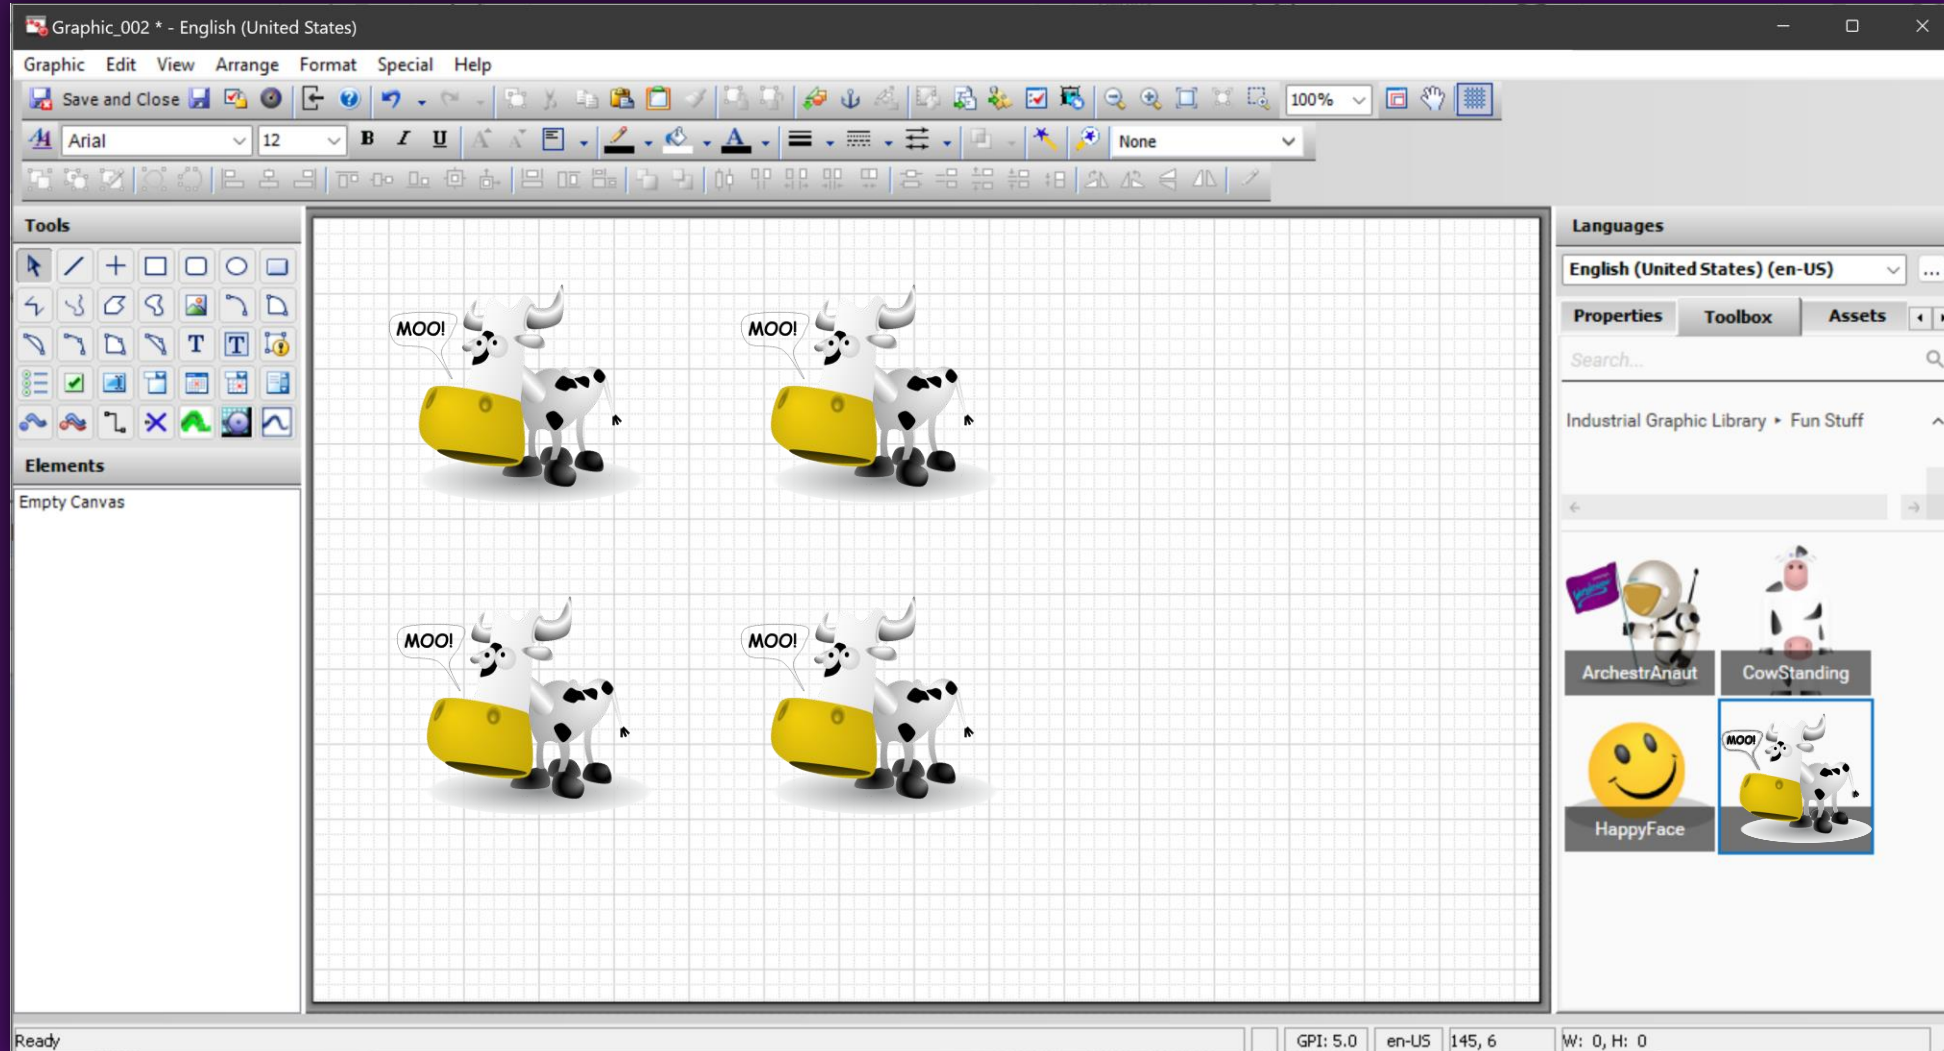 Graphic_002 * - English (United States)
Graphic Edit View Arrange Format Special Help
Save and Close 100%
Arial 12 B I U A None
Tools
T T
Elements
Empty Canvas
MOO! MOO!
MOO! MOO!
Languages
English (United States) (en-US) ...
Properties Toolbox Assets
Search...
Industrial Graphic Library ▸ Fun Stuff
ArchestrAnaut CowStanding
HappyFace MOO!
Ready GPI: 5.0 en-US 145, 6 W: 0, H: 0